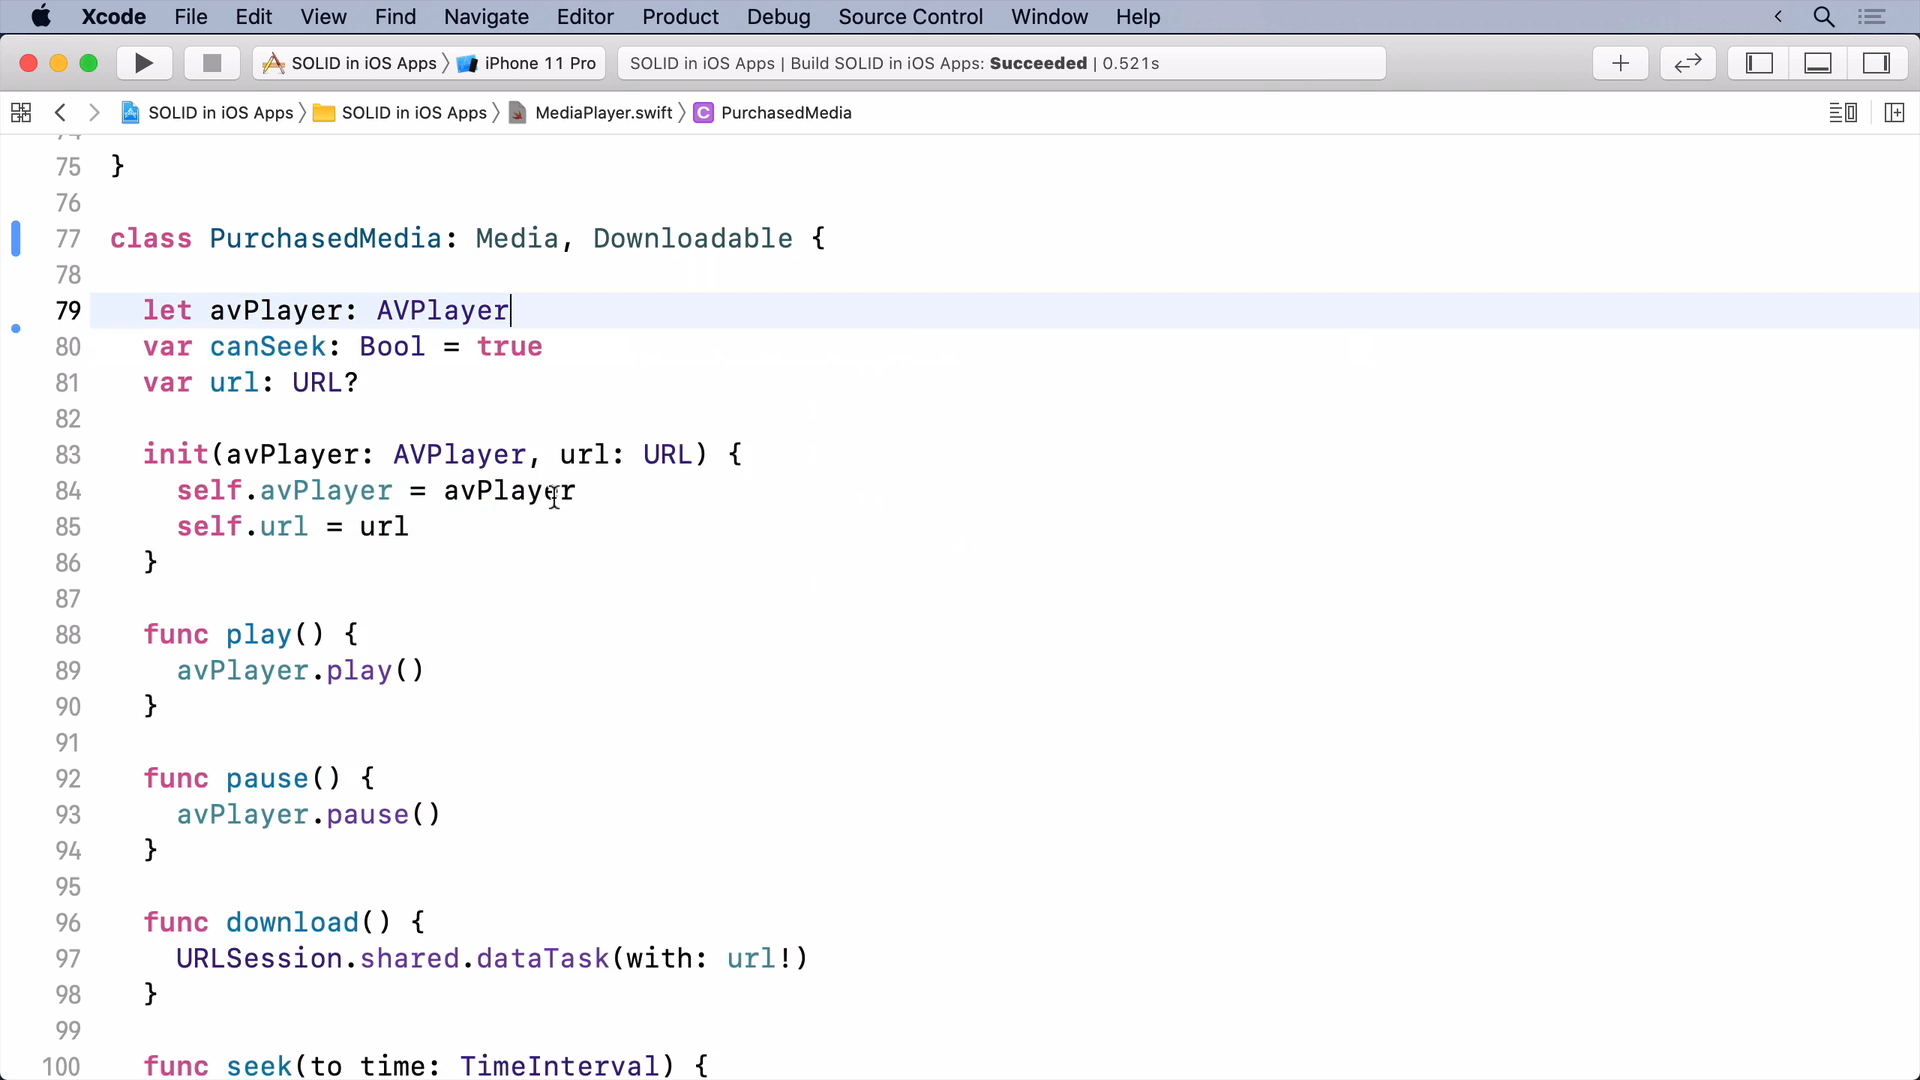 Xcode File Edit View Find Navigate Editor Product Debug Source Control Window Help
SOLID in iOS Apps iPhone 11 Pro SOLID in iOS Apps | Build SOLID in iOS Apps: Succeeded | 0.521s
SOLID in iOS Apps SOLID in iOS Apps MediaPlayer.swift C PurchasedMedia
74
75 }
76
77 class PurchasedMedia: Media, Downloadable {
78
79 let avPlayer: AVPlayer
80 var canSeek: Bool = true
81 var url: URL?
82
83 init(avPlayer: AVPlayer, url: URL) {
84 self.avPlayer = avPlayer
85 self.url = url
86 }
87
88 func play() {
89 avPlayer.play()
90 }
91
92 func pause() {
93 avPlayer.pause()
94 }
95
96 func download() {
97 URLSession.shared.dataTask(with: url!)
98 }
99
100 func seek(to time: TimeInterval) {